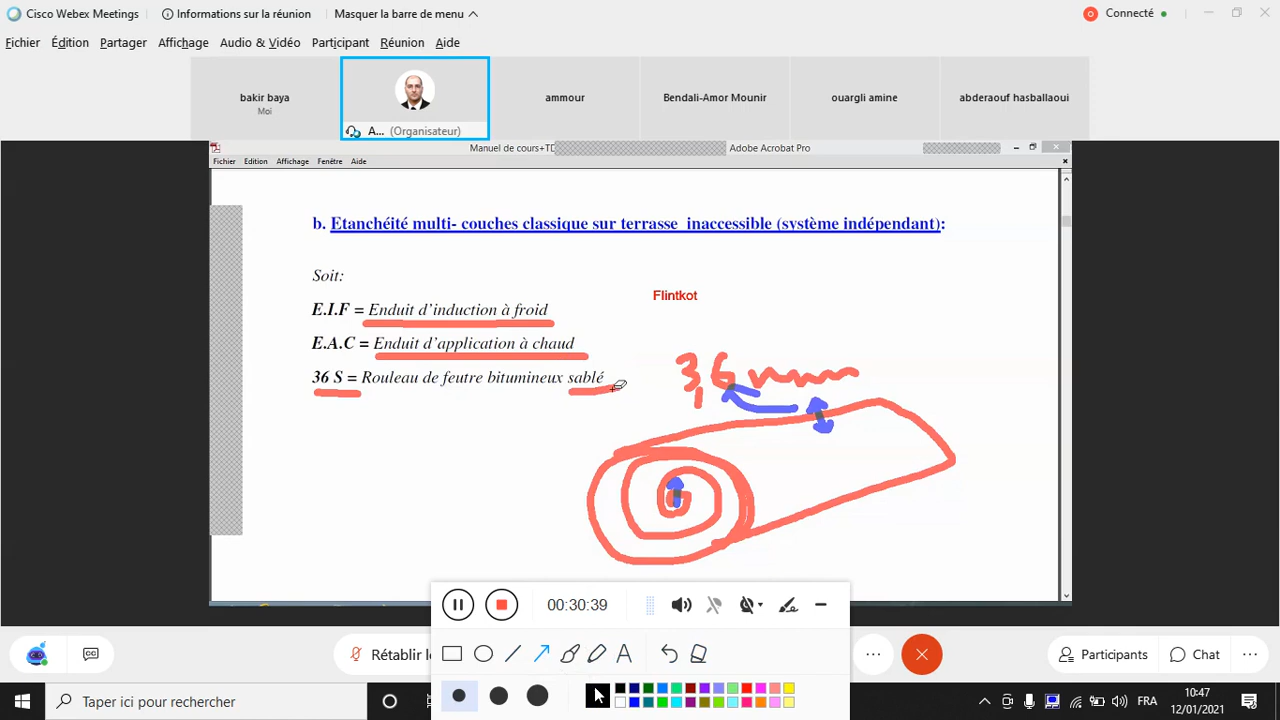 Cisco Webex Meetings
Informations sur la réunion
Masquer la barre de menu
Connecté
Fichier Édition Partager Affichage Audio & Vidéo Participant Réunion Aide
bakir baya
Moi
A... (Organisateur)
ammour
Bendali-Amor Mounir
ouargli amine
abderaouf hasballaoui
Manuel de cours+TD
Adobe Acrobat Pro
Fichier Edition Affichage Fenêtre Aide
b. Etanchéité multi- couches classique sur terrasse inaccessible (système indépendant):
Soit:
Flintkot
E.I.F = Enduit d'induction à froid
E.A.C = Enduit d'application à chaud
36 S = Rouleau de feutre bitumineux sablé
3,6 mm
00:30:39
A
Rétablir le
Participants
Chat
Taper ici pour rechercher
FRA
10:47
12/01/2021